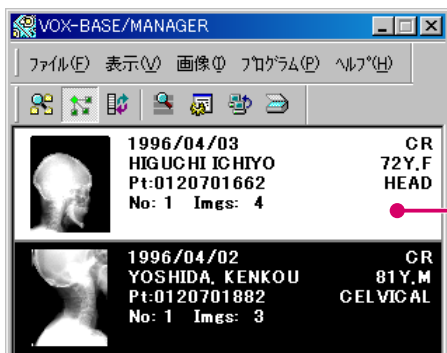 VOX-BASE/MANAGER
ファイル(F) 表示(V) 画像(I) プログラム(P) ヘルプ(H)
1996/04/03 CR
HIGUCHI ICHIYO 72Y,F
Pt:0120701662 HEAD
No: 1 Imgs: 4
1996/04/02 CR
YOSHIDA, KENKOU 81Y,M
Pt:0120701882 CELVICAL
No: 1 Imgs: 3